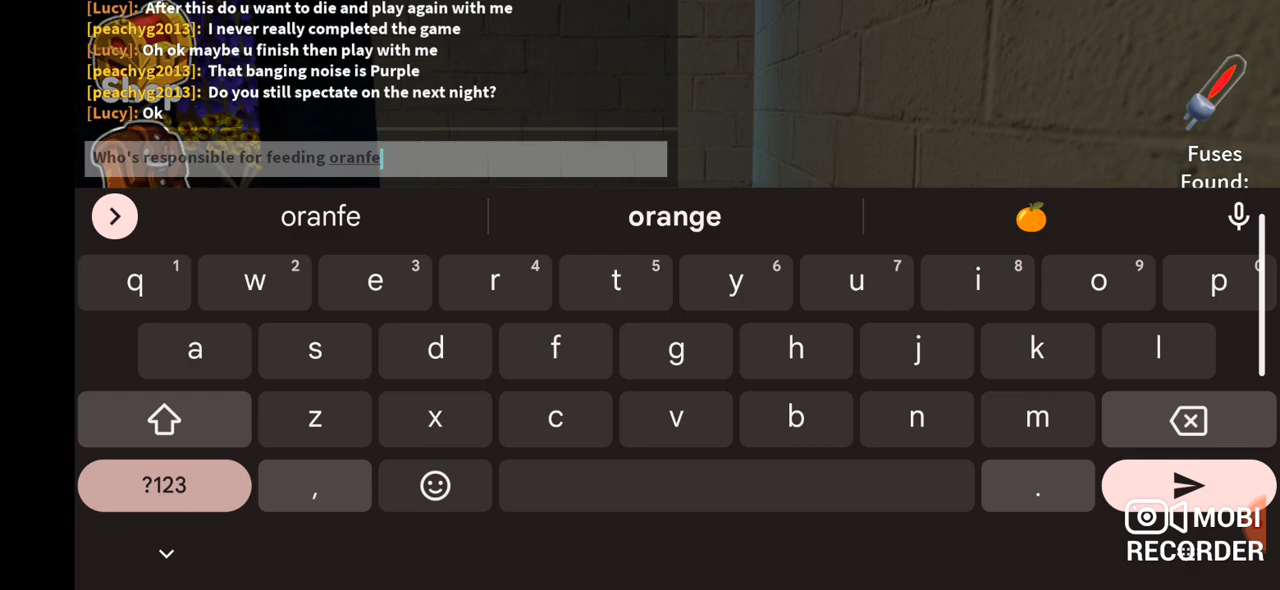 [Lucy]: After this do u want to die and play again with me
[peachyg2013]: I never really completed the game
[Lucy]: Oh ok maybe u finish then play with me
[peachyg2013]: That banging noise is Purple
[peachyg2013]: Do you still spectate on the next night?
Shop
[Lucy]: Ok
Who's responsible for feeding oranfe
Fuses
Found:
oranfe orange
q 1 w 2 e 3 r 4 t 5 y 6 u 7 i 8 o 9 p 0
a s d f g h j k l
z x c v b n m
?123 , .
MOBI
RECORDER